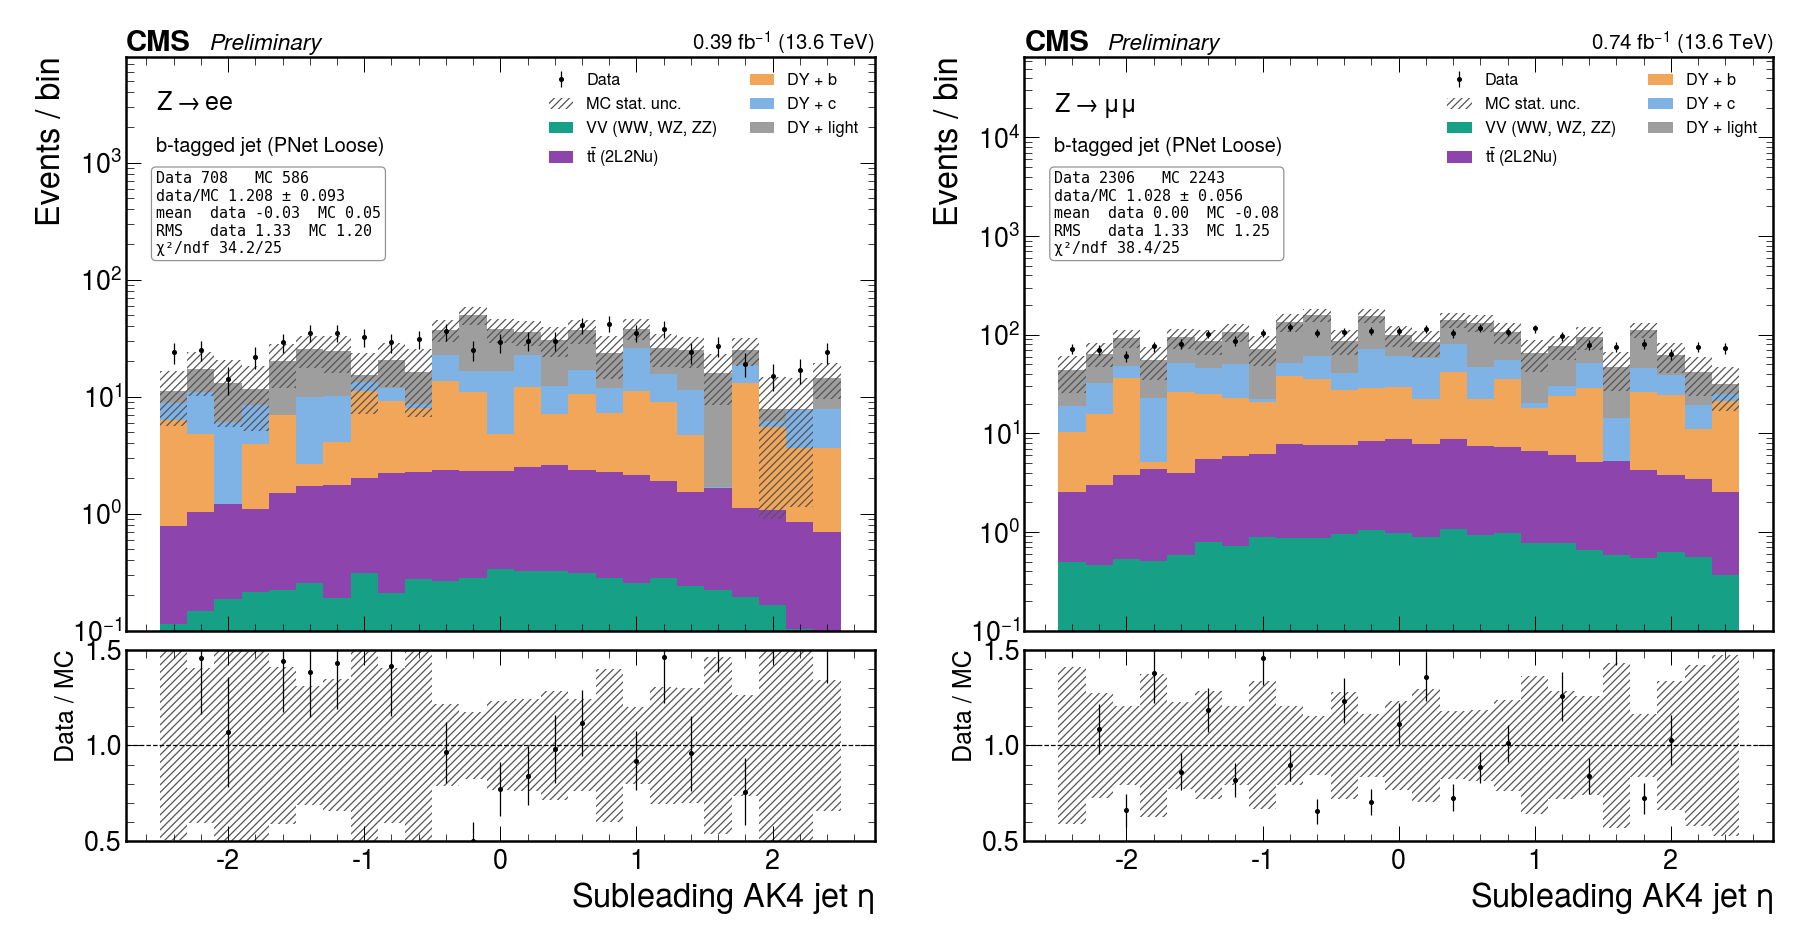 CMS Preliminary 0.39 fb⁻¹ (13.6 TeV)
Events / bin
Z → ee
b-tagged jet (PNet Loose)
Data 708 MC 586
data/MC 1.208 ± 0.093
mean data -0.03 MC 0.05
RMS data 1.33 MC 1.20
χ²/ndf 34.2/25
Data
MC stat. unc.
VV (WW, WZ, ZZ)
tt̄ (2L2Nu)
DY + b
DY + c
DY + light
10³
10²
10¹
10⁰
10⁻¹
Data / MC
1.5
1.0
0.5
-2 -1 0 1 2
Subleading AK4 jet η
CMS Preliminary 0.74 fb⁻¹ (13.6 TeV)
Events / bin
Z → μμ
b-tagged jet (PNet Loose)
Data 2306 MC 2243
data/MC 1.028 ± 0.056
mean data 0.00 MC -0.08
RMS data 1.33 MC 1.25
χ²/ndf 38.4/25
Data
MC stat. unc.
VV (WW, WZ, ZZ)
tt̄ (2L2Nu)
DY + b
DY + c
DY + light
10⁴
10³
10²
10¹
10⁰
10⁻¹
Data / MC
1.5
1.0
0.5
-2 -1 0 1 2
Subleading AK4 jet η